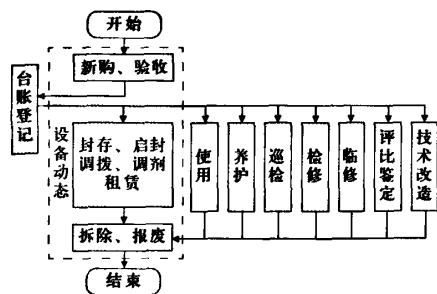 开始
新购、验收
台账登记
设备动态
封存、启封
调拨、调剂
租赁
使用
养护
巡检
检修
临修
评比鉴定
技术改造
拆除、报废
结束